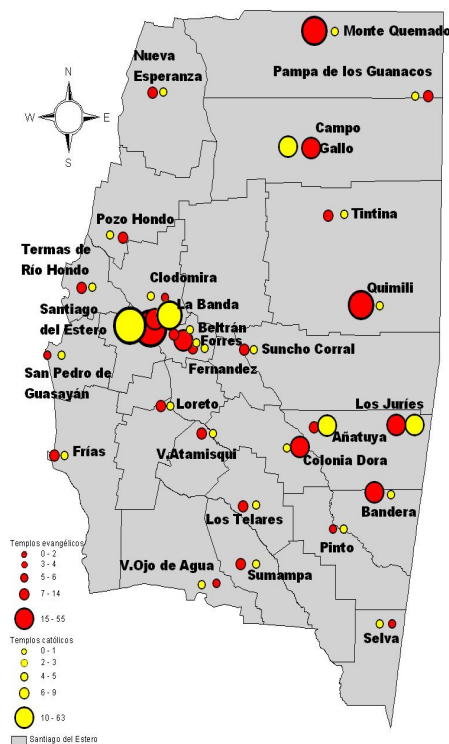 Monte Quemado
Nueva
Esperanza
Pampa de los Guanacos
N
W
E
S
Campo
Gallo
Pozo Hondo
Tintina
Termas de
Río Hondo
Clodomira
Quimili
Santiago
del Estero
La Banda
Beltrán
Forres
Fernandez
Suncho Corral
San Pedro de
Guasayán
Loreto
Los Juríes
Añatuya
Frías
V.Atamisqui
Colonia Dora
Bandera
Los Telares
Pinto
V.Ojo de Agua
Sumampa
Selva
Templos evangélicos
0 - 2
3 - 4
5 - 6
7 - 14
15 - 55
Templos católicos
0 - 1
2 - 3
4 - 5
6 - 9
10 - 63
Santiago del Estero